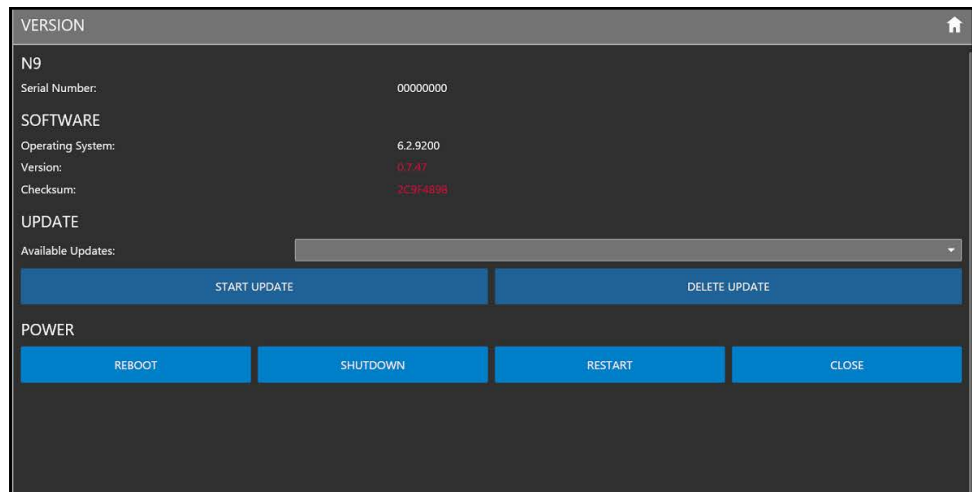 VERSION
N9
Serial Number: 00000000
SOFTWARE
Operating System: 6.2.9200
Version: 0.7.47
Checksum: 2C9F489B
UPDATE
Available Updates:
START UPDATE DELETE UPDATE
POWER
REBOOT SHUTDOWN RESTART CLOSE